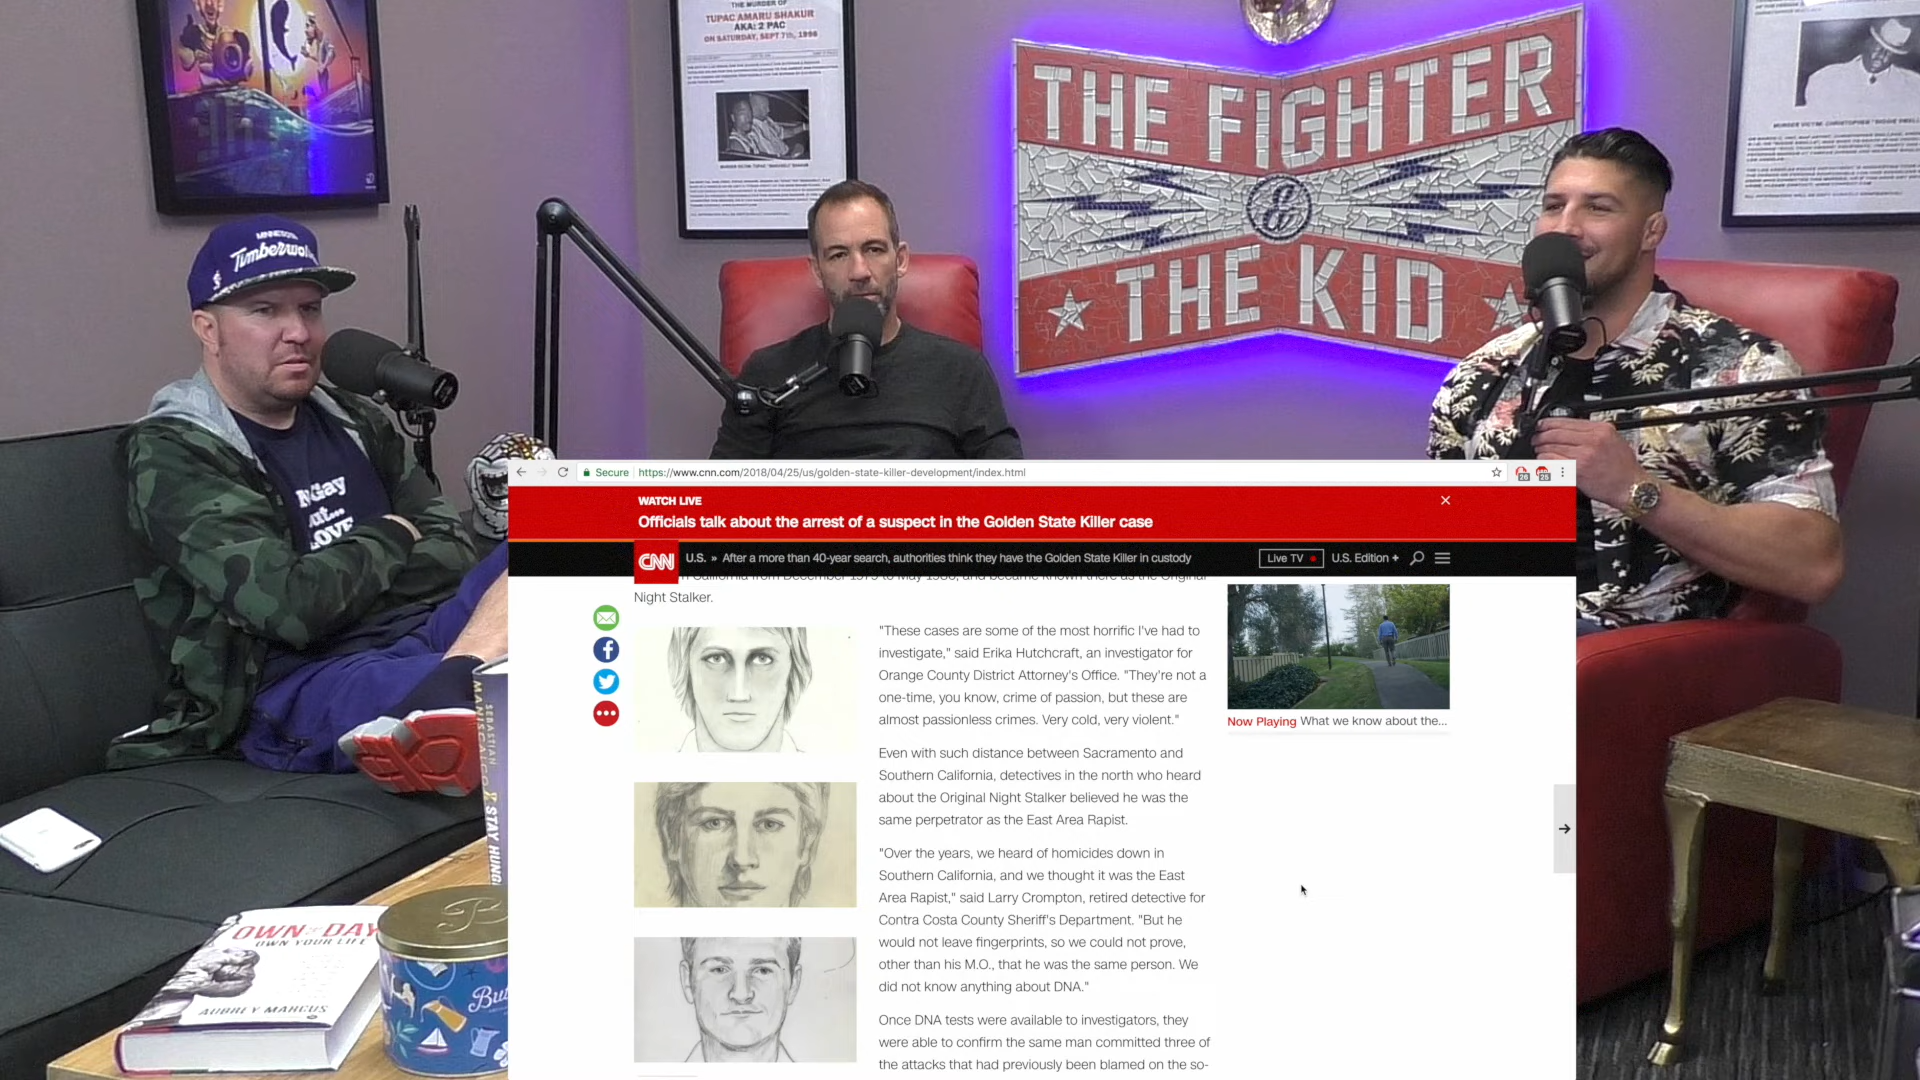 THE MURDER OF
TUPAC AMARU SHAKUR
AKA: 2 PAC
ON SATURDAY, SEPT 7th, 1996
THE FIGHTER
&
THE KID
MINNESOTA
Timberwol
Gay
ut...
LOVE
SEBASTIAN
MANISCALCO
STAY HUNG
OWN THE DAY
OWN YOUR LIFE
AUBREY MARCUS
P
But
Secure
https://www.cnn.com/2018/04/25/us/golden-state-killer-development/index.html
WATCH LIVE
Officials talk about the arrest of a suspect in the Golden State Killer case
CNN
U.S. » After a more than 40-year search, authorities think they have the Golden State Killer in custody
Live TV
U.S. Edition +
Night Stalker.
"These cases are some of the most horrific I've had to
investigate," said Erika Hutchcraft, an investigator for
Orange County District Attorney's Office. "They're not a
one-time, you know, crime of passion, but these are
almost passionless crimes. Very cold, very violent."
Even with such distance between Sacramento and
Southern California, detectives in the north who heard
about the Original Night Stalker believed he was the
same perpetrator as the East Area Rapist.
"Over the years, we heard of homicides down in
Southern California, and we thought it was the East
Area Rapist," said Larry Crompton, retired detective for
Contra Costa County Sheriff's Department. "But he
would not leave fingerprints, so we could not prove,
other than his M.O., that he was the same person. We
did not know anything about DNA."
Once DNA tests were available to investigators, they
were able to confirm the same man committed three of
the attacks that had previously been blamed on the so-
Now Playing What we know about the...